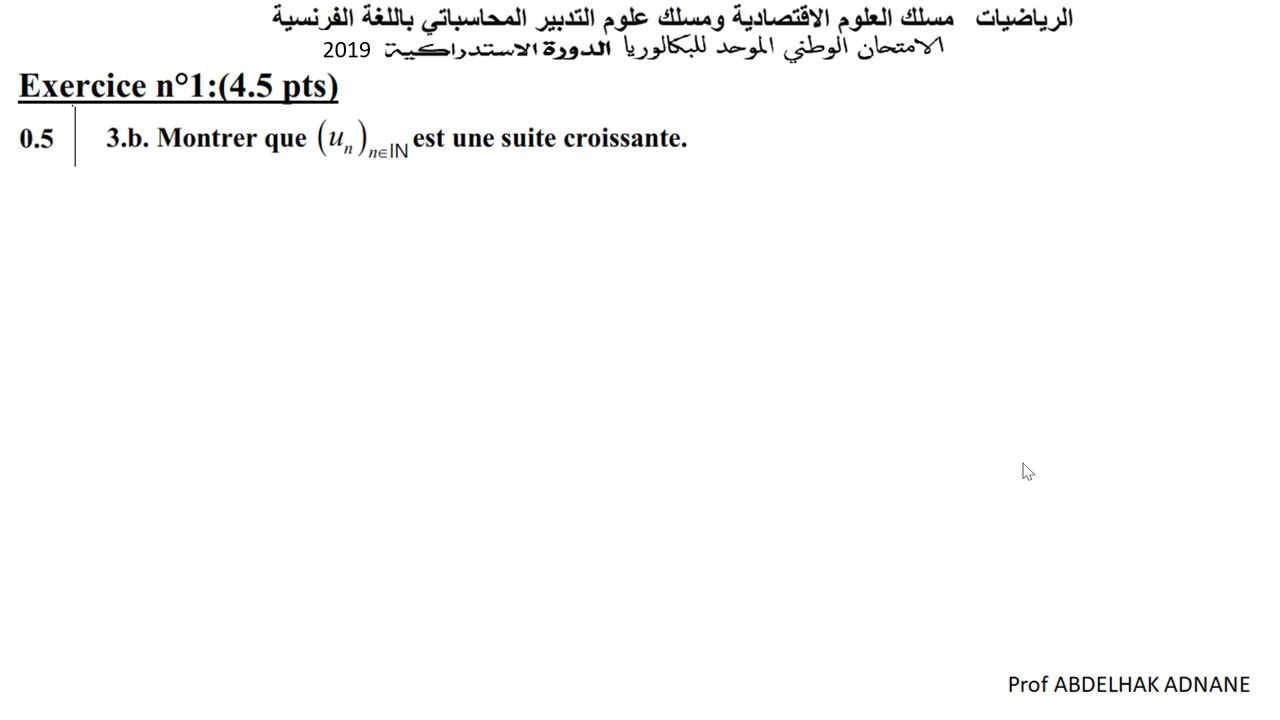 الرياضيات مسلك العلوم الاقتصادية ومسلك علوم التدبير المحاسباتي باللغة الفرنسية
الامتحان الوطني الموحد للبكالوريا الدورة الاستدراكية 2019
Exercice n°1:(4.5 pts)
0.5 3.b. Montrer que (uₙ)ₙ∈IN est une suite croissante.
Prof ABDELHAK ADNANE